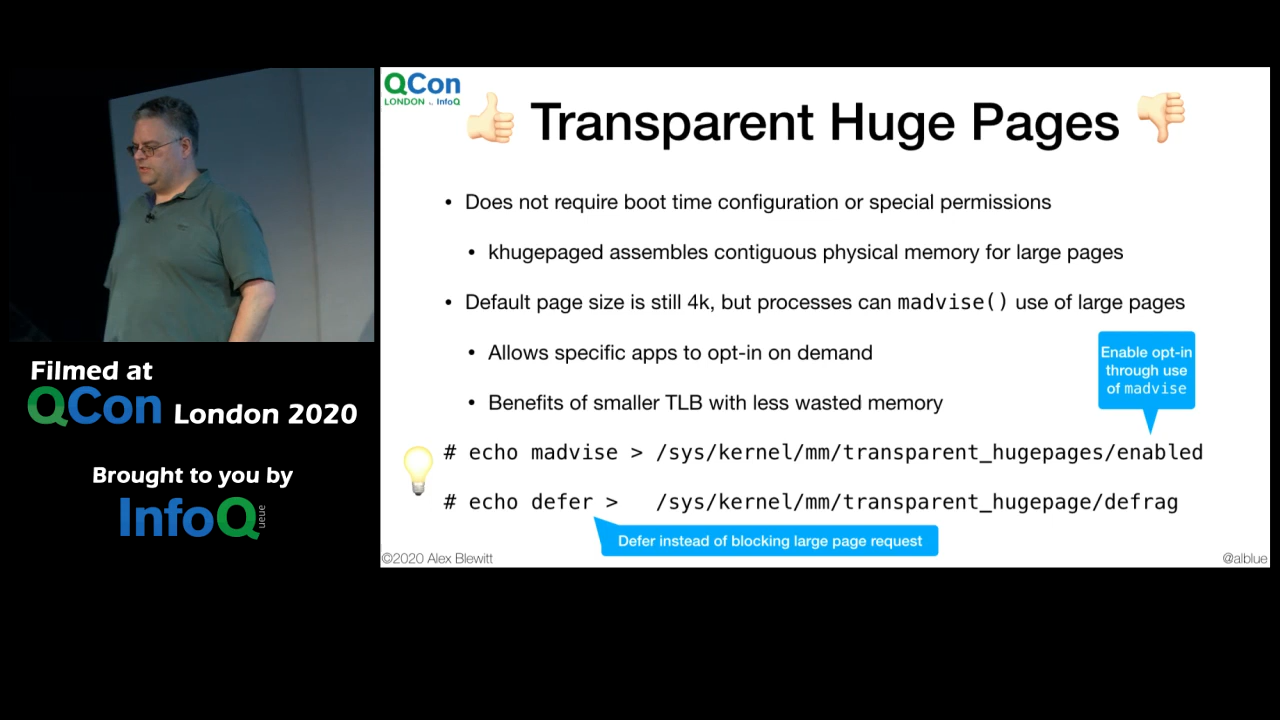 QCon
LONDON by InfoQ
Transparent Huge Pages
• Does not require boot time configuration or special permissions
• khugepaged assembles contiguous physical memory for large pages
• Default page size is still 4k, but processes can madvise() use of large pages
• Allows specific apps to opt-in on demand
• Benefits of smaller TLB with less wasted memory
Enable opt-in
through use
of madvise
# echo madvise > /sys/kernel/mm/transparent_hugepages/enabled
# echo defer > /sys/kernel/mm/transparent_hugepage/defrag
Defer instead of blocking large page request
©2020 Alex Blewitt
@alblue
Filmed at
QCon London 2020
Brought to you by
InfoQ
ueue